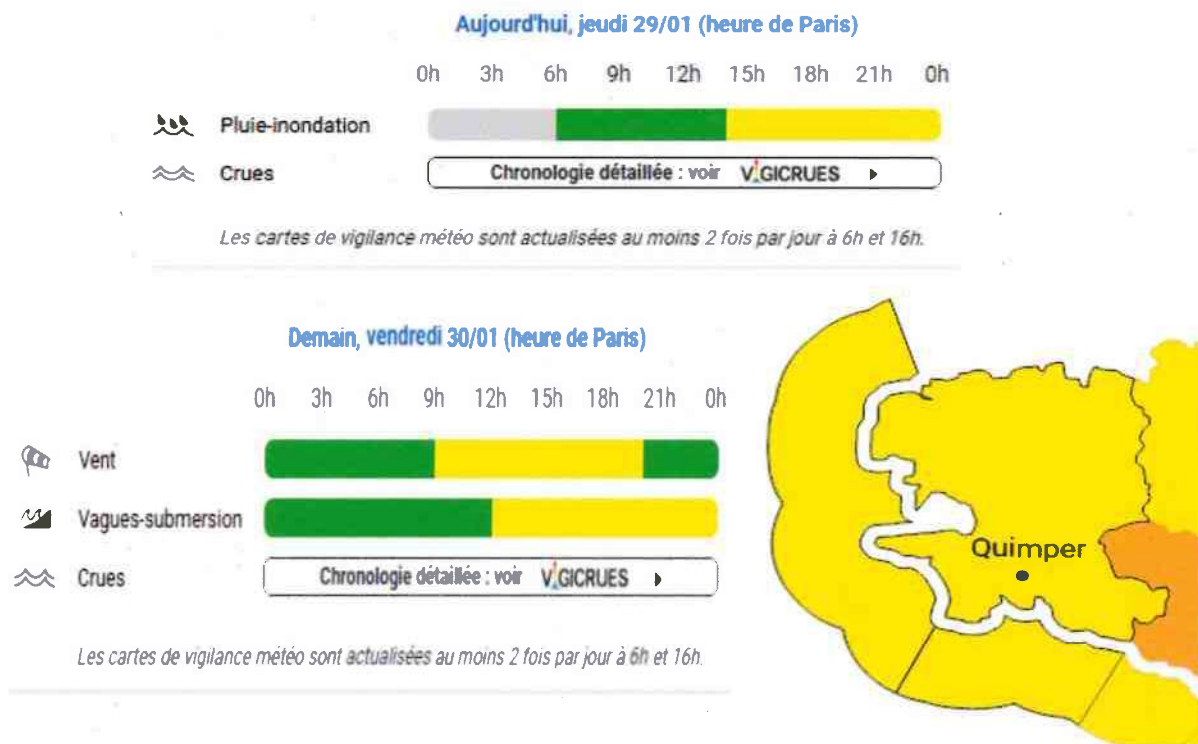 Aujourd'hui, jeudi 29/01 (heure de Paris)
0h 3h 6h 9h 12h 15h 18h 21h 0h
Pluie-inondation
Crues Chronologie détaillée : voir VIGICRUES
Les cartes de vigilance météo sont actualisées au moins 2 fois par jour à 6h et 16h.
Demain, vendredi 30/01 (heure de Paris)
0h 3h 6h 9h 12h 15h 18h 21h 0h
Vent
Vagues-submersion
Crues Chronologie détaillée : voir VIGICRUES
Les cartes de vigilance météo sont actualisées au moins 2 fois par jour à 6h et 16h.
Quimper